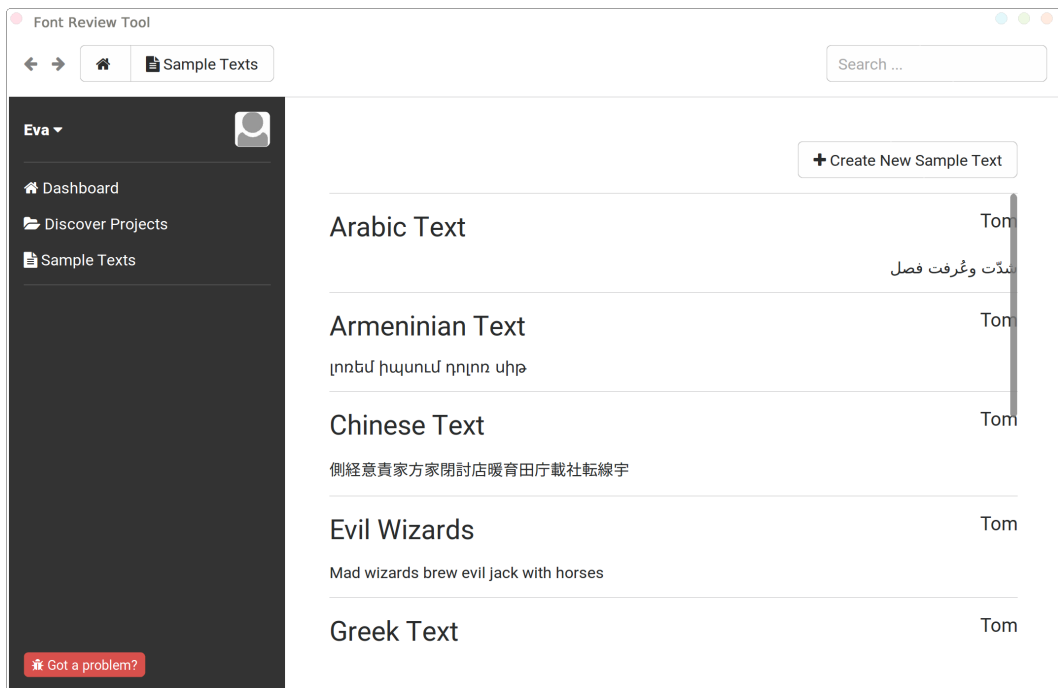 Font Review Tool
Sample Texts
Search ...
Eva
Dashboard
Discover Projects
Sample Texts
Got a problem?
Create New Sample Text
Arabic Text
Tom
شدّت وعُرفت فصل
Armeninian Text
Tom
լոռեմ իպսում դոլոռ սիթ
Chinese Text
Tom
側経意責家方家閉討店暖育田庁載社転線宇
Evil Wizards
Tom
Mad wizards brew evil jack with horses
Greek Text
Tom